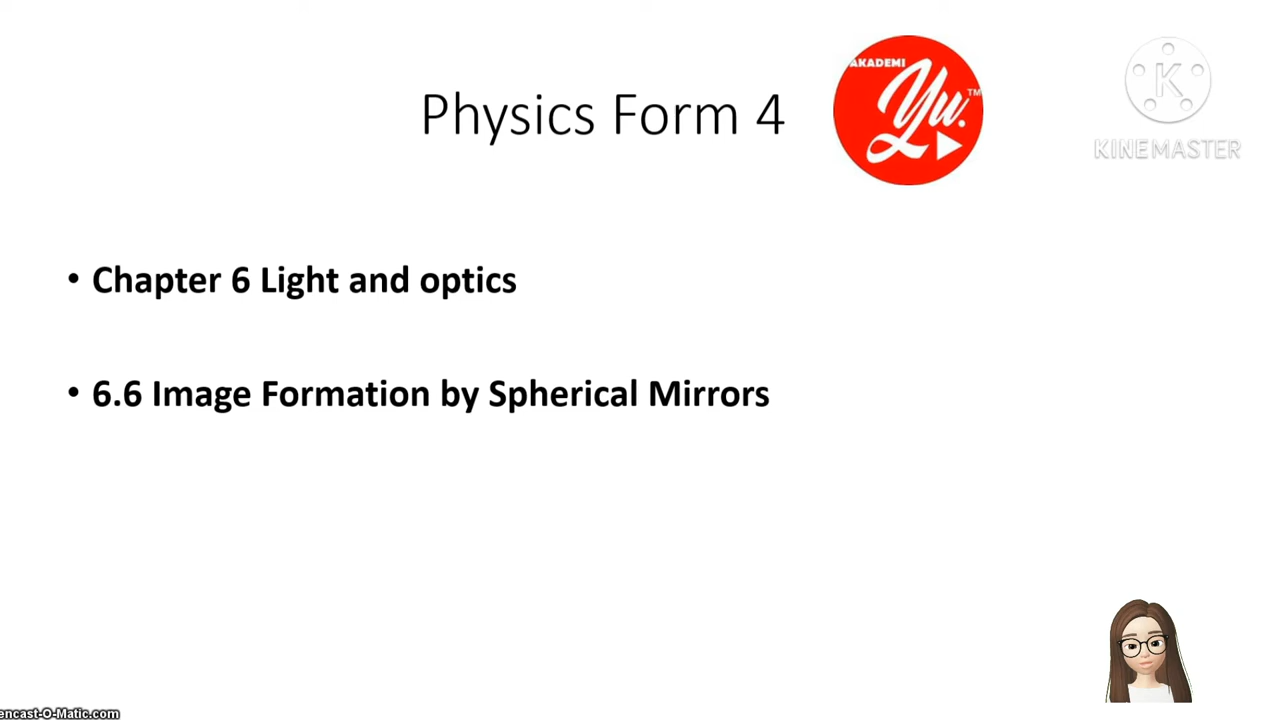 AKADEMI
Yu.™
Physics Form 4
K
KINEMASTER
• Chapter 6 Light and optics
• 6.6 Image Formation by Spherical Mirrors
encast-O-Matic.com